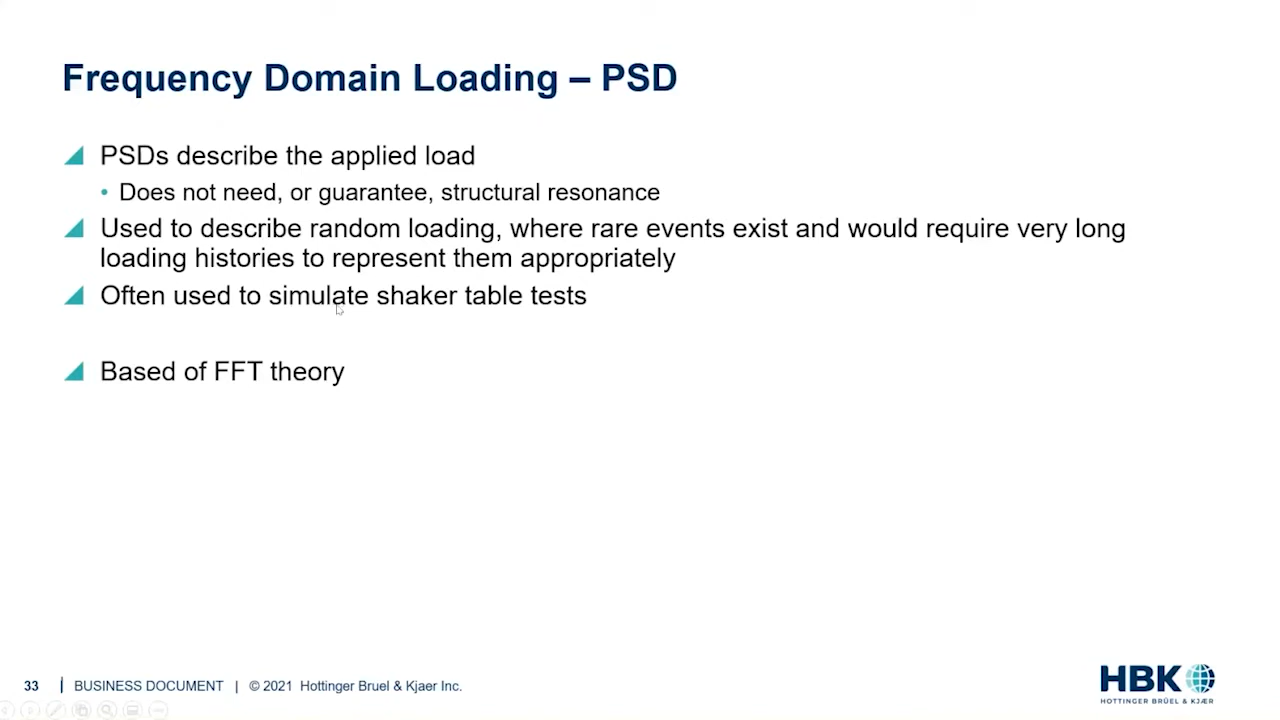 Frequency Domain Loading – PSD
PSDs describe the applied load
Does not need, or guarantee, structural resonance
Used to describe random loading, where rare events exist and would require very long
loading histories to represent them appropriately
Often used to simulate shaker table tests
Based of FFT theory
33 | BUSINESS DOCUMENT | © 2021 Hottinger Bruel & Kjaer Inc.
HBK
HOTTINGER BRÜEL & KJÆR